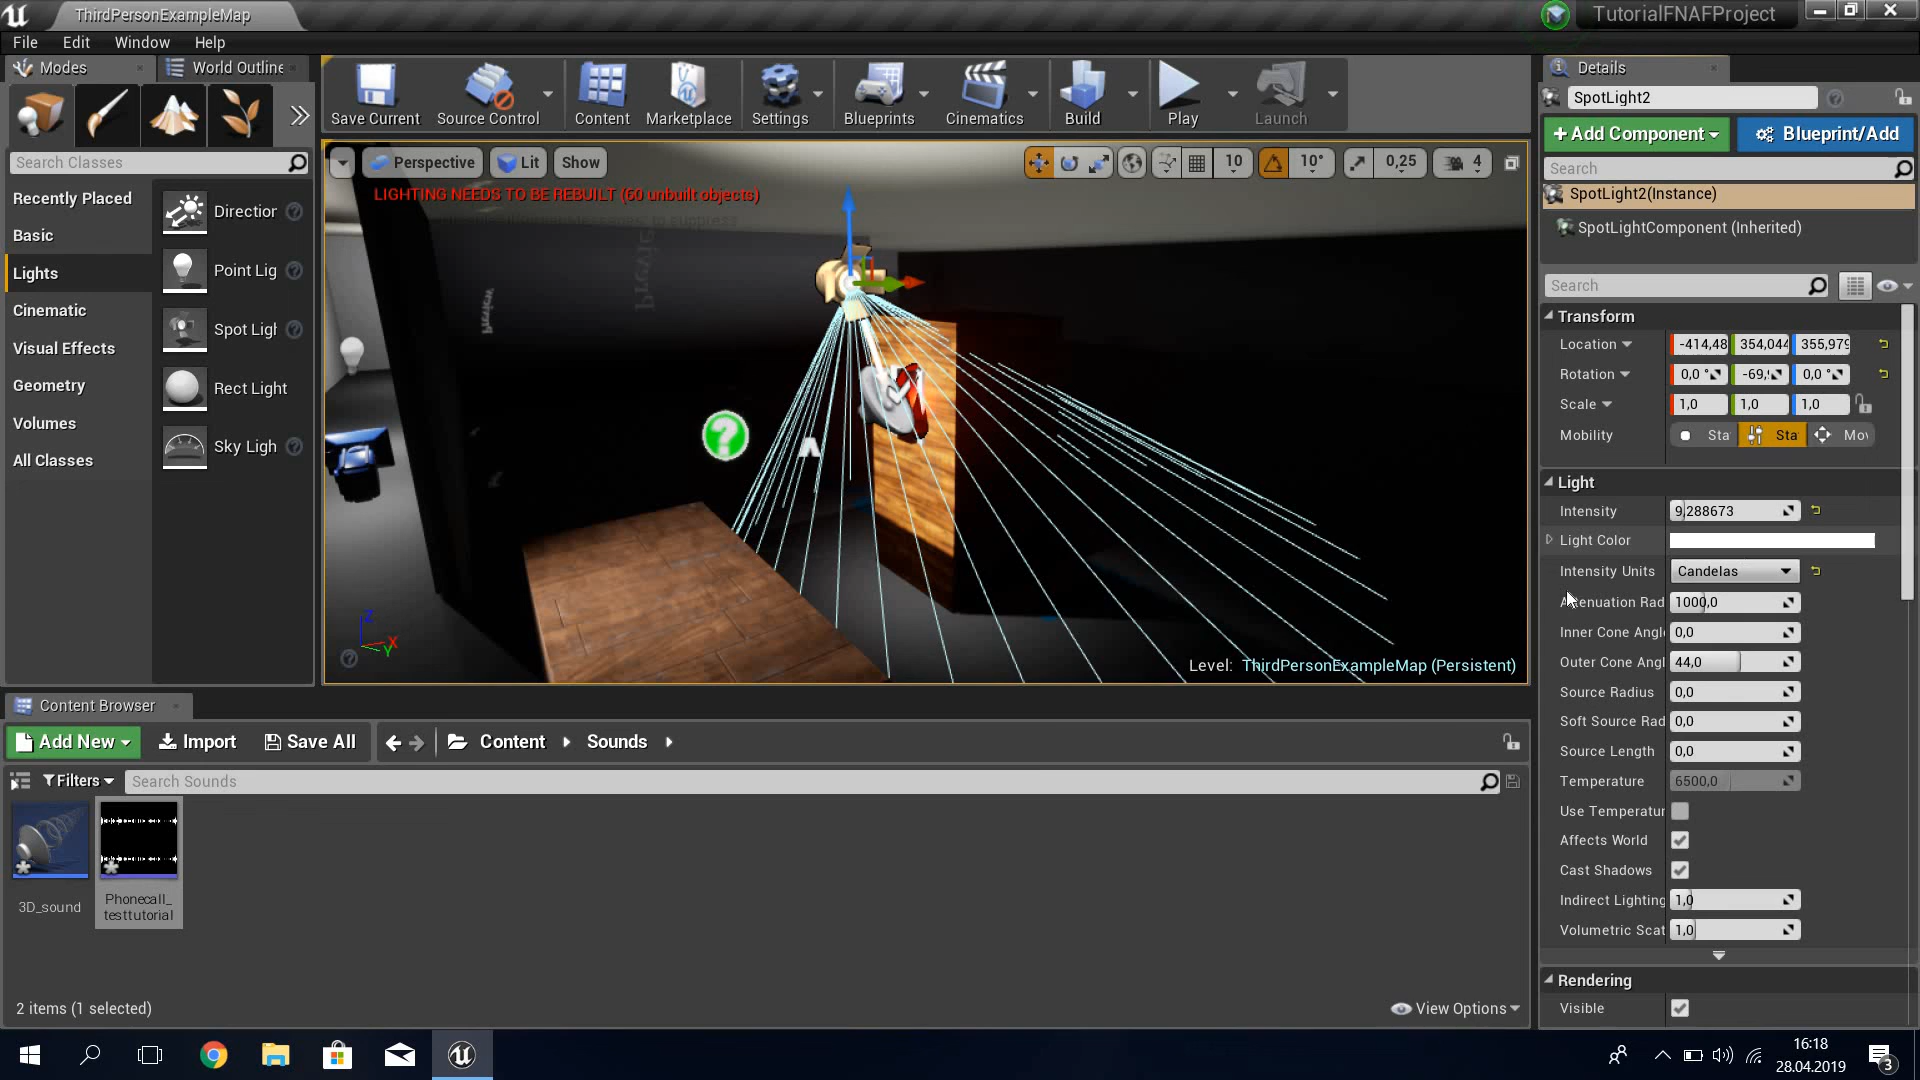 ThirdPersonExampleMap
TutorialFNAFProject
File Edit Window Help
Modes
World Outline
Save Current
Source Control
Content
Marketplace
Settings
Blueprints
Cinematics
Build
Play
Launch
Search Classes
Recently Placed
Basic
Lights
Cinematic
Visual Effects
Geometry
Volumes
All Classes
Direction
Point Lig
Spot Ligh
Rect Light
Sky Ligh
Perspective
Lit
Show
10
10°
0,25
4
LIGHTING NEEDS TO BE REBUILT (60 unbuilt objects)
Z
X
Y
Level: ThirdPersonExampleMap (Persistent)
Details
SpotLight2
+ Add Component
Blueprint/Add
Search
SpotLight2(Instance)
SpotLightComponent (Inherited)
Search
Transform
Location -414,48 354,044 355,979
Rotation 0,0 ° -69, 0,0 °
Scale 1,0 1,0 1,0
Mobility Sta Sta Mov
Light
Intensity 9,288673
Light Color
Intensity Units Candelas
Attenuation Rad 1000,0
Inner Cone Angl 0,0
Outer Cone Angl 44,0
Source Radius 0,0
Soft Source Rad 0,0
Source Length 0,0
Temperature 6500,0
Use Temperatur
Affects World
Cast Shadows
Indirect Lighting 1,0
Volumetric Scat 1,0
Rendering
Visible
Content Browser
Add New
Import
Save All
Content
Sounds
Filters
Search Sounds
3D_sound
Phonecall_
testtutorial
2 items (1 selected)
View Options
16:18
28.04.2019
3